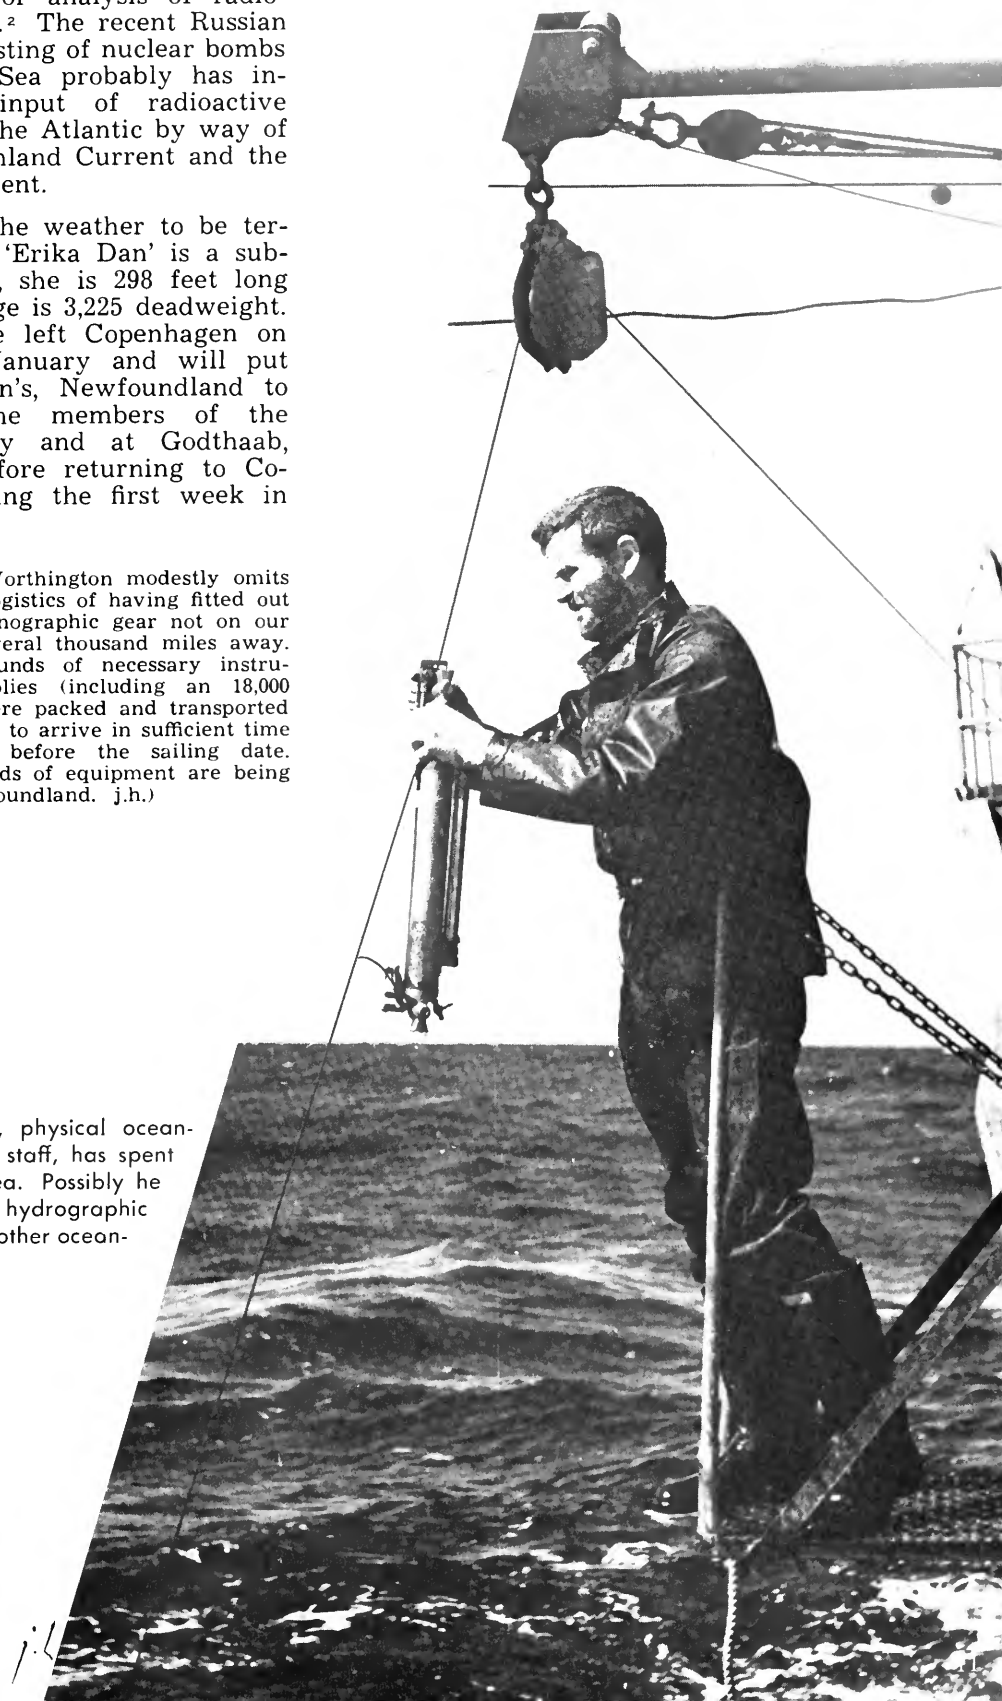 or analysis of radio-
.² The recent Russian
sting of nuclear bombs
Sea probably has in-
input of radioactive
he Atlantic by way of
nland Current and the
ent.
he weather to be ter-
'Erika Dan' is a sub-
, she is 298 feet long
ge is 3,225 deadweight.
e left Copenhagen on
anuary and will put
n's, Newfoundland to
ne members of the
y and at Godthaab,
fore returning to Co-
ing the first week in
orthington modestly omits
gistics of having fitted out
nographic gear not on our
eral thousand miles away.
unds of necessary instru-
plies (including an 18,000
re packed and transported
to arrive in sufficient time
before the sailing date.
ds of equipment are being
oundland. j.h.)
, physical ocean-
staff, has spent
ea. Possibly he
hydrographic
other ocean-
j.h
11